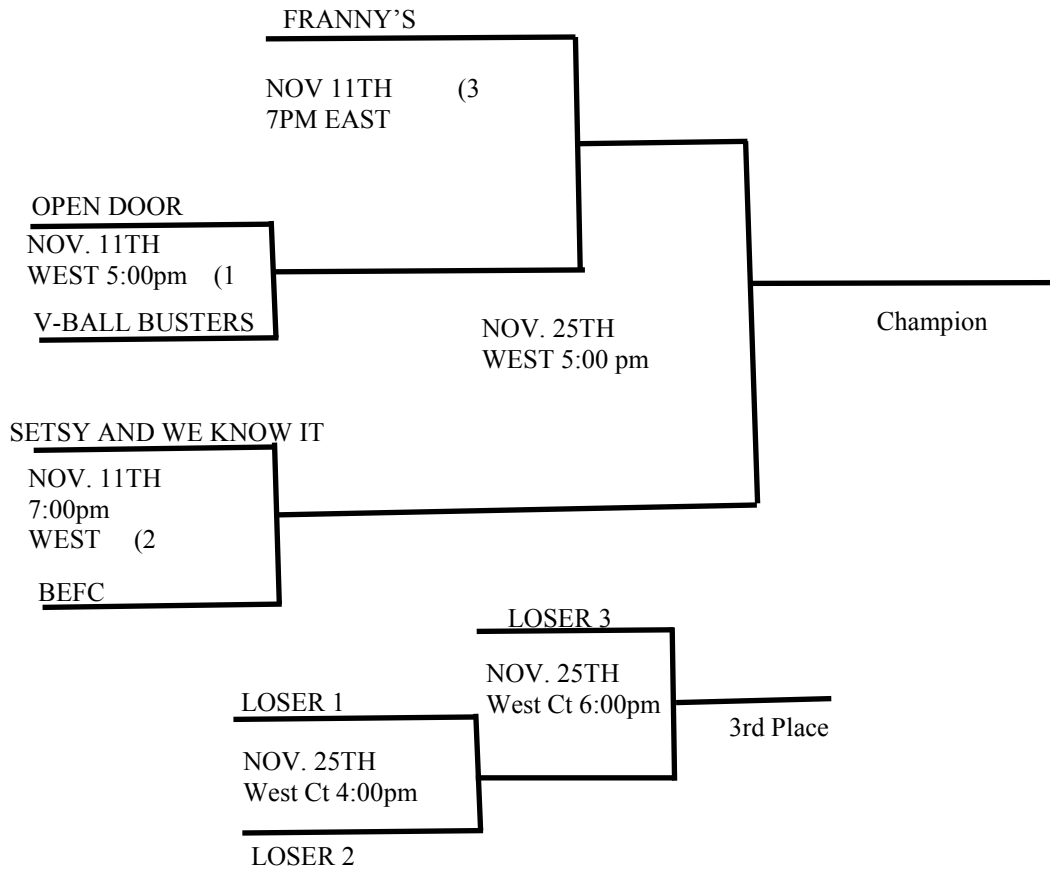 FRANNY’S
NOV 11TH (3
7PM EAST
OPEN DOOR
NOV. 11TH
WEST 5:00pm (1
V-BALL BUSTERS
NOV. 25TH
WEST 5:00 pm
Champion
SETSY AND WE KNOW IT
NOV. 11TH
7:00pm
WEST (2
BEFC
LOSER 3
NOV. 25TH
West Ct 6:00pm
LOSER 1
3rd Place
NOV. 25TH
West Ct 4:00pm
LOSER 2